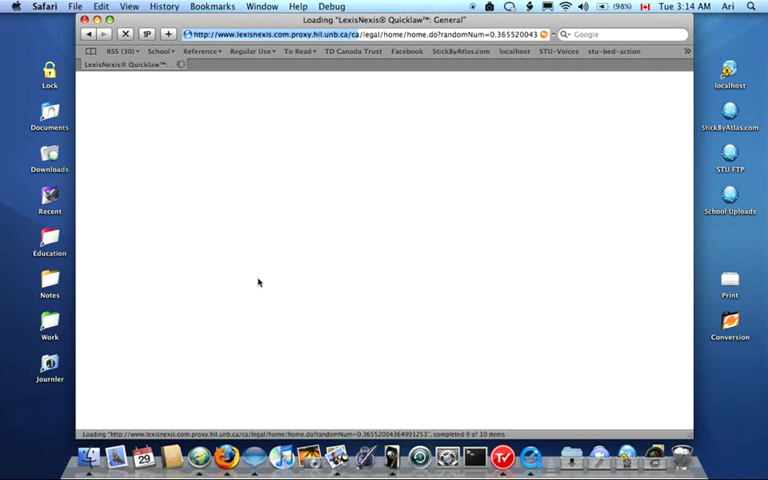 Safari File Edit View History Bookmarks Window Help Debug (98%) Tue 3:14 AM Ari
Loading "LexisNexis® Quicklaw™: General"
http://www.lexisnexis.com.proxy.hil.unb.ca/ca/legal/home/home.do?randomNum=0.365520043 Google
RSS (30) School Reference Regular Use To Read TD Canada Trust Facebook StickByAtlas.com localhost STU-Voices stu-bed-action »
LexisNexis® Quicklaw™:...
Lock
Documents
Downloads
Recent
Education
Notes
Work
Journler
localhost
StickByAtlas.com
STU FTP
School Uploads
Print
Conversion
Loading "http://www.lexisnexis.com.proxy.hil.unb.ca/ca/legal/home/home.do?randomNum=0.36552004364991253", completed 9 of 10 items
29